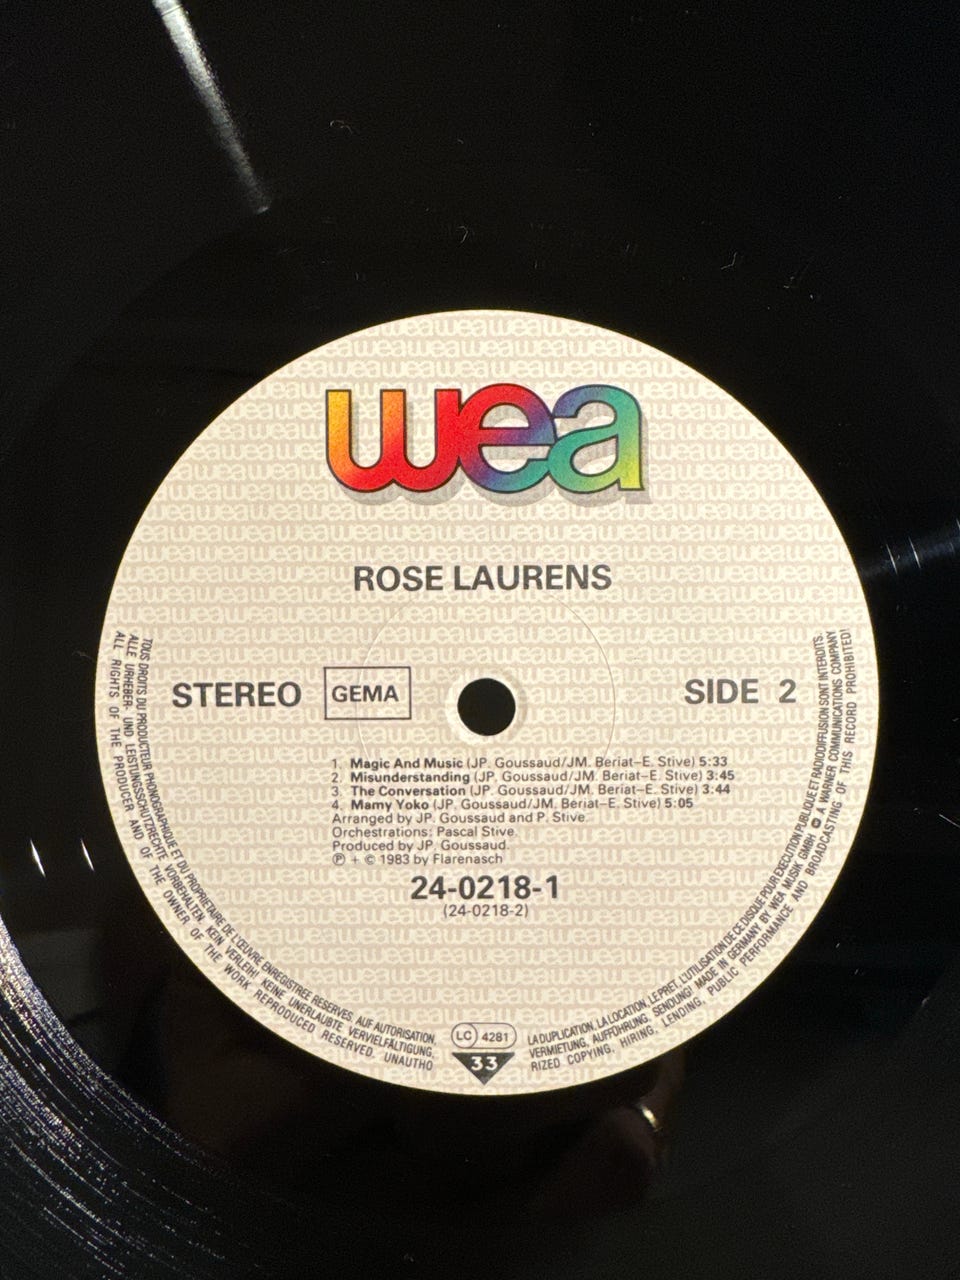 wea
ROSE LAURENS
STEREO GEMA SIDE 2
1. Magic And Music (JP. Goussaud/JM. Beriat–E. Stive) 5:33
2. Misunderstanding (JP. Goussaud/JM. Beriat–E. Stive) 3:45
3. The Conversation (JP. Goussaud/JM. Beriat–E. Stive) 3:44
4. Mamy Yoko (JP. Goussaud/JM. Beriat–E. Stive) 5:05
Arranged by JP. Goussaud and P. Stive.
Orchestrations: Pascal Stive.
Produced by JP. Goussaud.
℗ + © 1983 by Flarenasch
24-0218-1
(24-0218-2)
TOUS DROITS DU PRODUCTEUR PHONOGRAPHIQUE ET DU PROPRIETAIRE DE L'ŒUVRE ENREGISTREE RESERVES, AUF AUTORISATION, LA DUPLICATION, LA LOCATION, LE PRET, L'UTILISATION DE CE DISQUE POUR EXECUTION PUBLIQUE ET RADIODIFFUSION SONT INTERDITS.
ALLE URHEBER- UND LEISTUNGSSCHUTZRECHTE VORBEHALTEN. KEIN VERLEIH! KEINE UNERLAUBTE VERVIELFÄLTIGUNG, VERMIETUNG, AUFFÜHRUNG, SENDUNG! MADE IN GERMANY BY WEA MUSIK GMBH A WARNER COMMUNICATIONS COMPANY
ALL RIGHTS OF THE PRODUCER AND OF THE OWNER OF THE WORK REPRODUCED RESERVED. UNAUTHO RIZED COPYING, HIRING, LENDING, PUBLIC PERFORMANCE AND BROADCASTING OF THIS RECORD PROHIBITED!
LC 4281
33